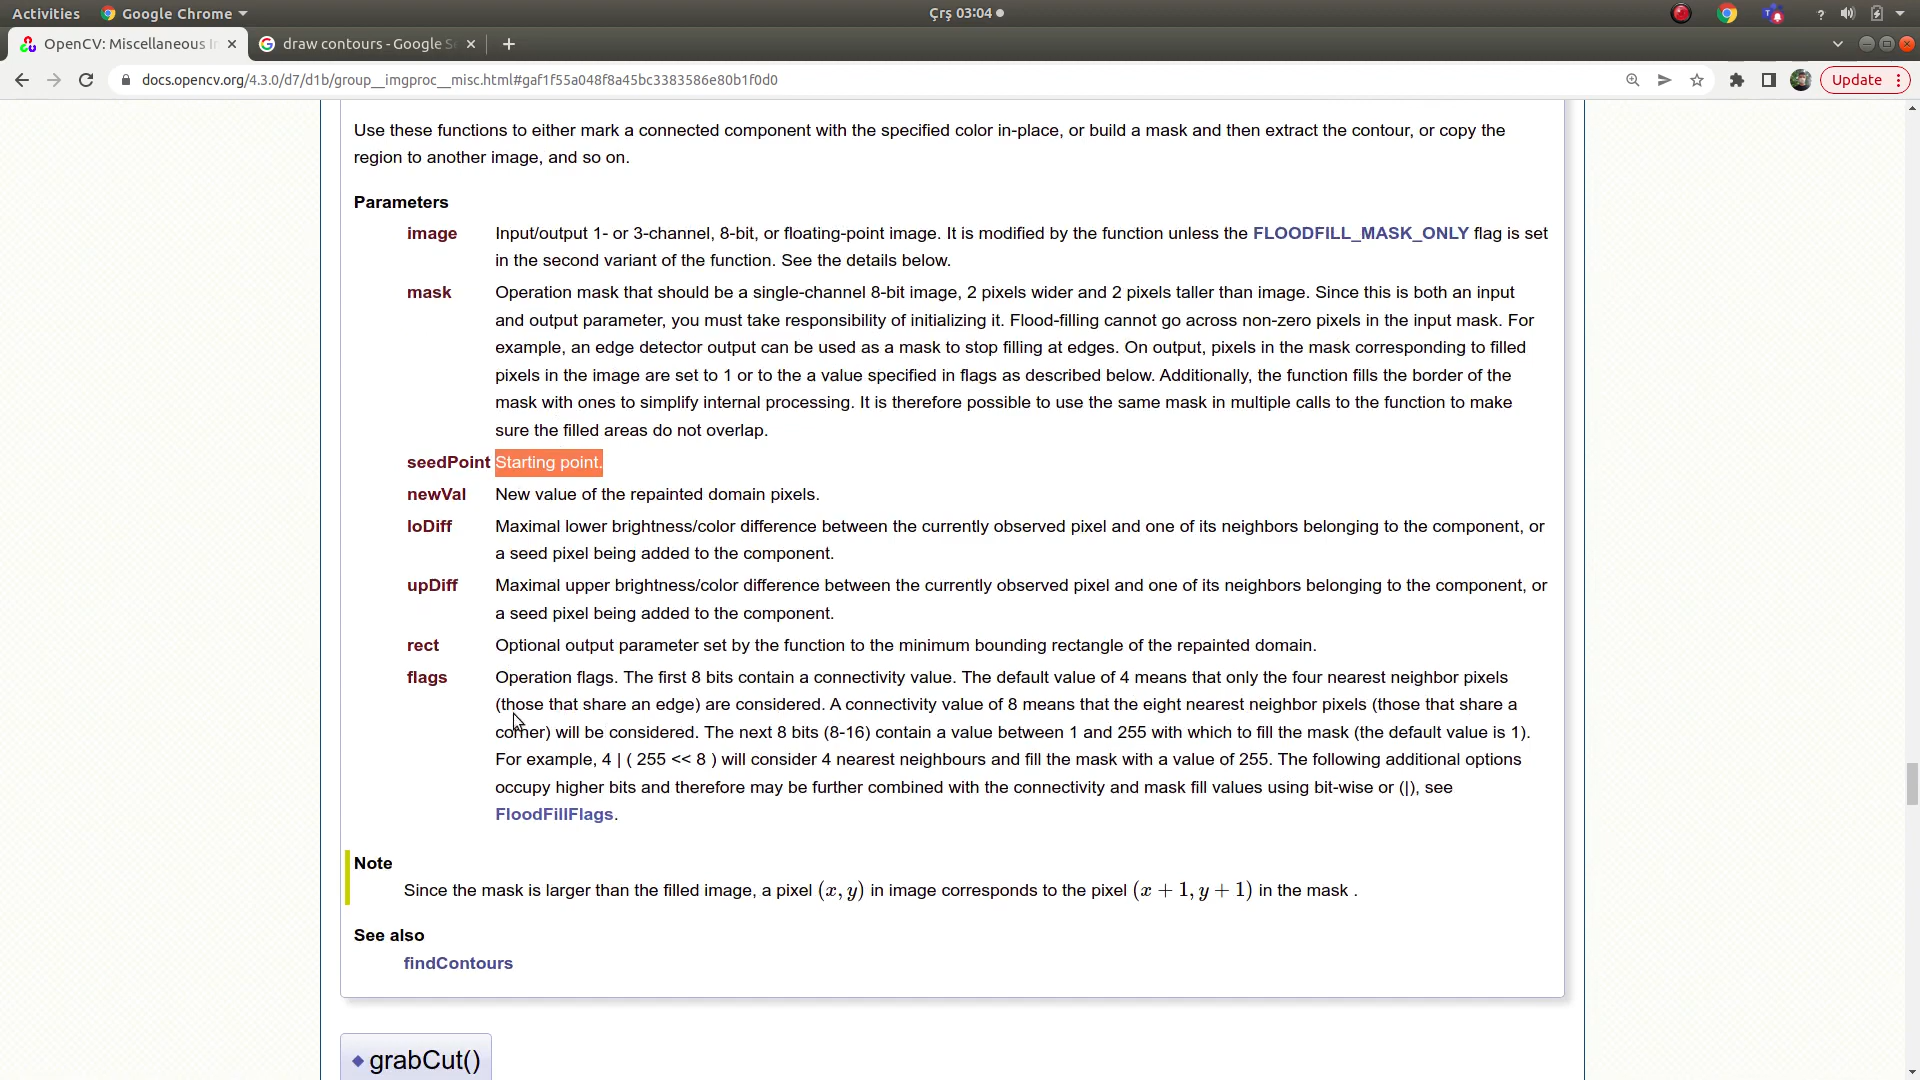 Activities Google Chrome Çrş 03:04
OpenCV: Miscellaneous I draw contours - Google S
docs.opencv.org/4.3.0/d7/d1b/group__imgproc__misc.html#gaf1f55a048f8a45bc3383586e80b1f0d0 Update
Use these functions to either mark a connected component with the specified color in-place, or build a mask and then extract the contour, or copy the
region to another image, and so on.
Parameters
image Input/output 1- or 3-channel, 8-bit, or floating-point image. It is modified by the function unless the FLOODFILL_MASK_ONLY flag is set
in the second variant of the function. See the details below.
mask Operation mask that should be a single-channel 8-bit image, 2 pixels wider and 2 pixels taller than image. Since this is both an input
and output parameter, you must take responsibility of initializing it. Flood-filling cannot go across non-zero pixels in the input mask. For
example, an edge detector output can be used as a mask to stop filling at edges. On output, pixels in the mask corresponding to filled
pixels in the image are set to 1 or to the a value specified in flags as described below. Additionally, the function fills the border of the
mask with ones to simplify internal processing. It is therefore possible to use the same mask in multiple calls to the function to make
sure the filled areas do not overlap.
seedPoint Starting point.
newVal New value of the repainted domain pixels.
loDiff Maximal lower brightness/color difference between the currently observed pixel and one of its neighbors belonging to the component, or
a seed pixel being added to the component.
upDiff Maximal upper brightness/color difference between the currently observed pixel and one of its neighbors belonging to the component, or
a seed pixel being added to the component.
rect Optional output parameter set by the function to the minimum bounding rectangle of the repainted domain.
flags Operation flags. The first 8 bits contain a connectivity value. The default value of 4 means that only the four nearest neighbor pixels
(those that share an edge) are considered. A connectivity value of 8 means that the eight nearest neighbor pixels (those that share a
corner) will be considered. The next 8 bits (8-16) contain a value between 1 and 255 with which to fill the mask (the default value is 1).
For example, 4 | ( 255 << 8 ) will consider 4 nearest neighbours and fill the mask with a value of 255. The following additional options
occupy higher bits and therefore may be further combined with the connectivity and mask fill values using bit-wise or (|), see
FloodFillFlags.
Note
Since the mask is larger than the filled image, a pixel (x, y) in image corresponds to the pixel (x + 1, y + 1) in the mask .
See also
findContours
◆ grabCut()